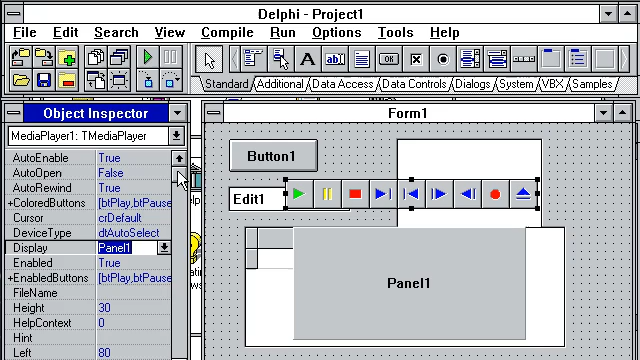 Delphi - Project1
File Edit Search View Compile Run Options Tools Help
Standard Additional Data Access Data Controls Dialogs System VBX Samples
Object Inspector
MediaPlayer1: TMediaPlayer
AutoEnable True
AutoOpen False
AutoRewind True
+ColoredButtons [btPlay,btPause
Cursor crDefault
DeviceType dtAutoSelect
Display Panel1
Enabled True
+EnabledButtons [btPlay,btPause
FileName
Height 30
HelpContext 0
Hint
Left 80
Form1
Button1
Edit1
Panel1